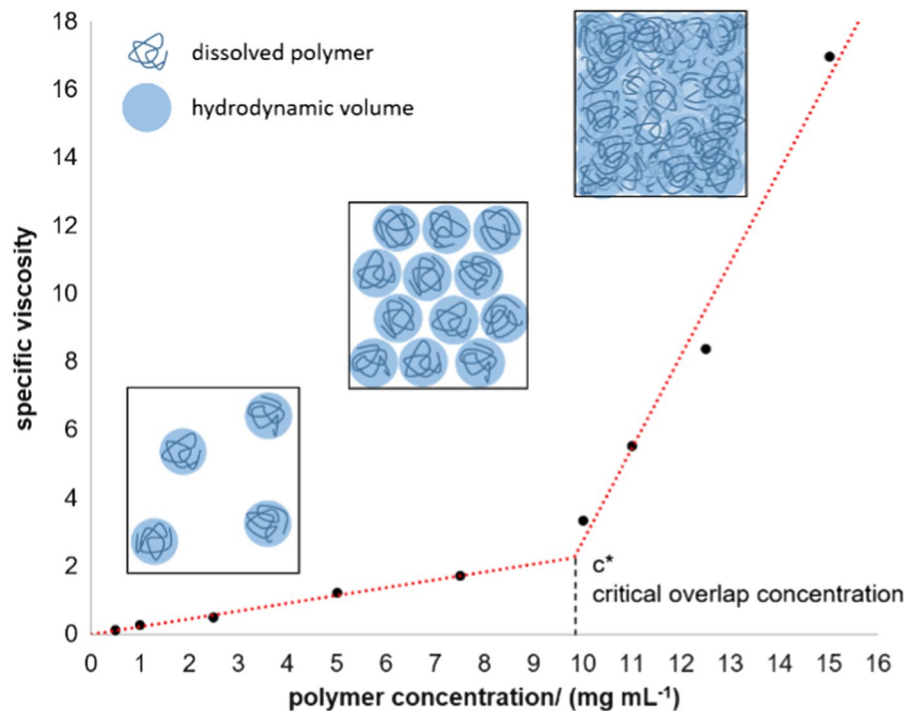 18
16
14
12
10
8
6
4
2
0
specific viscosity
dissolved polymer
hydrodynamic volume
c*
critical overlap concentration
0 1 2 3 4 5 6 7 8 9 10 11 12 13 14 15 16
polymer concentration/ (mg mL⁻¹)